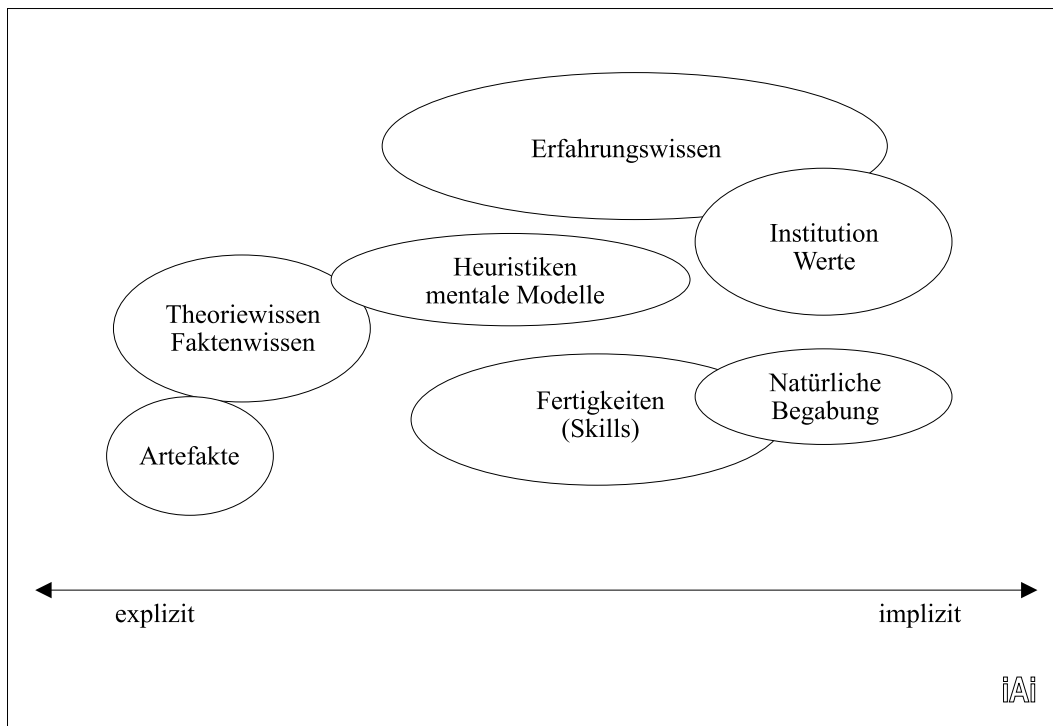 Erfahrungswissen
Institution
Werte
Heuristiken
mentale Modelle
Theoriewissen
Faktenwissen
Natürliche
Begabung
Fertigkeiten
(Skills)
Artefakte
explizit
implizit
iAi